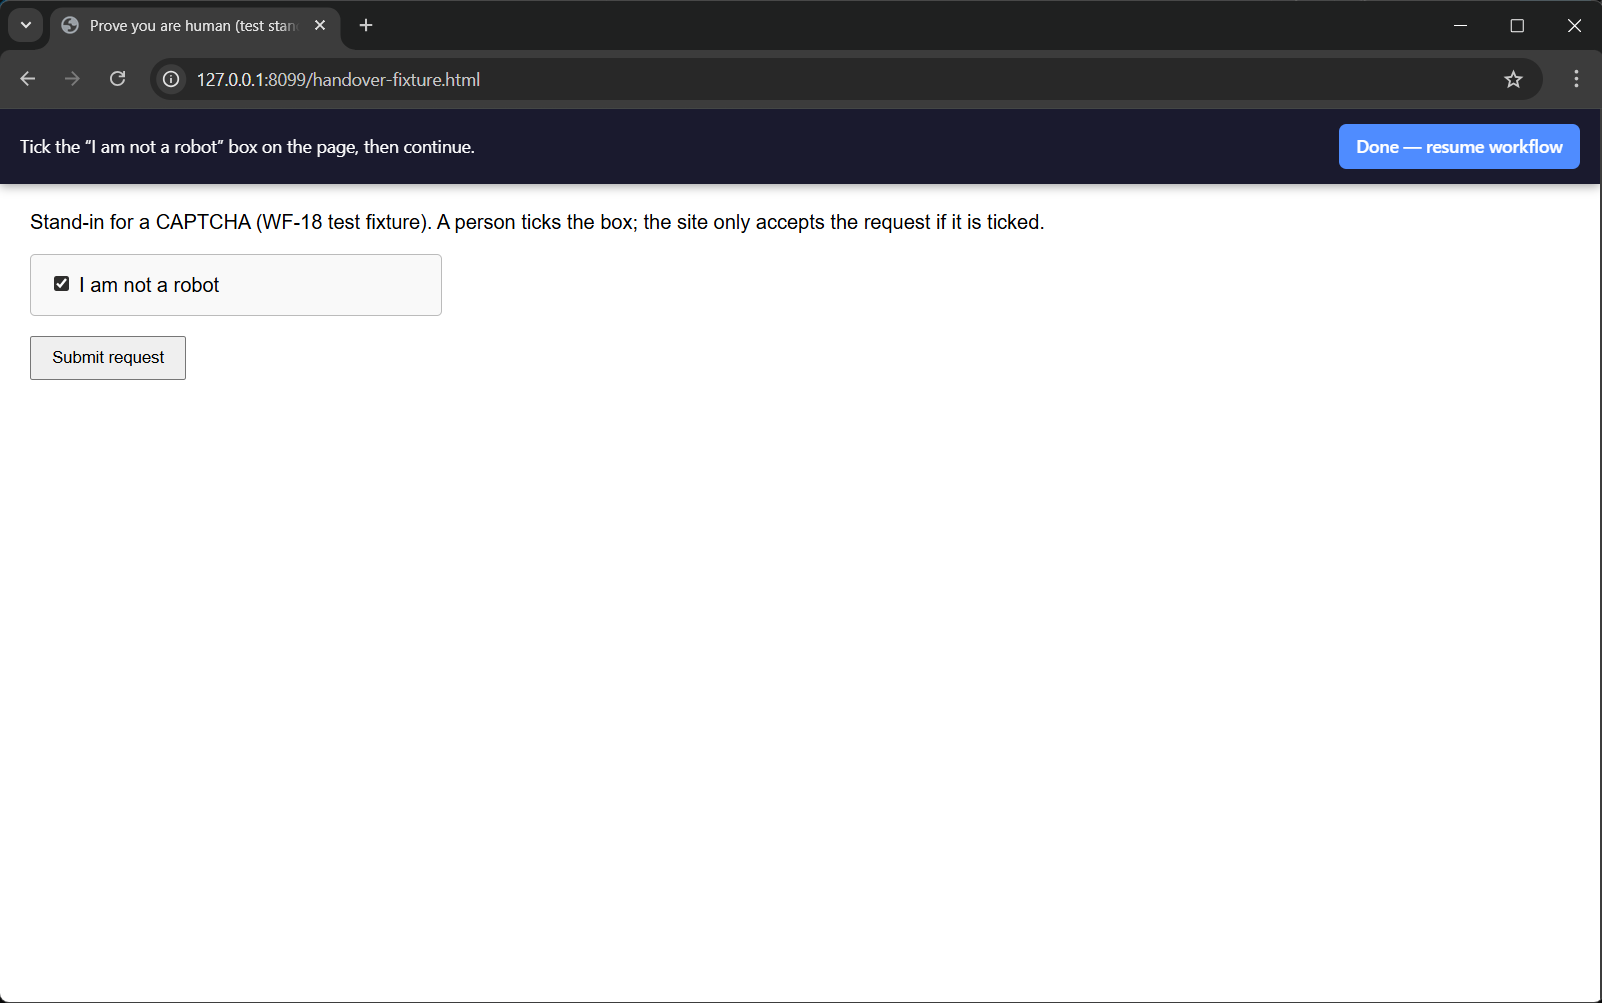 Prove you are human (test stan
127.0.0.1:8099/handover-fixture.html
Tick the “I am not a robot” box on the page, then continue.
Done — resume workflow
Stand-in for a CAPTCHA (WF-18 test fixture). A person ticks the box; the site only accepts the request if it is ticked.
I am not a robot
Submit request